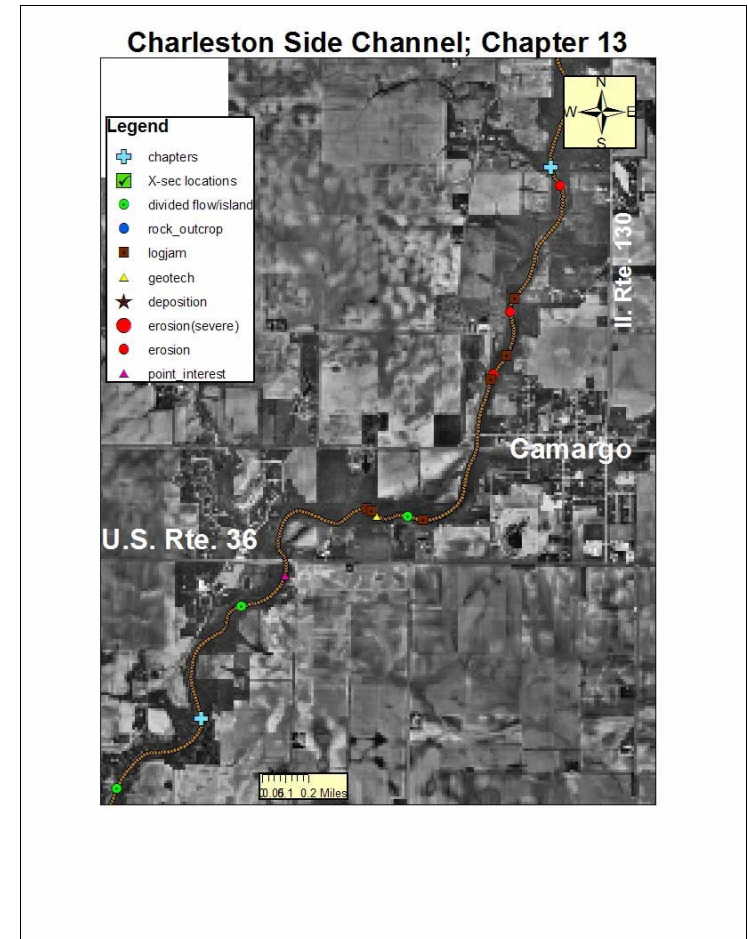 Charleston Side Channel; Chapter 13
N
W E
S
Legend
chapters
X-sec locations
divided flow/island
rock_outcrop
logjam
geotech
deposition
erosion(severe)
erosion
point_interest
Il. Rte. 130
Camargo
U.S. Rte. 36
0.2 Miles